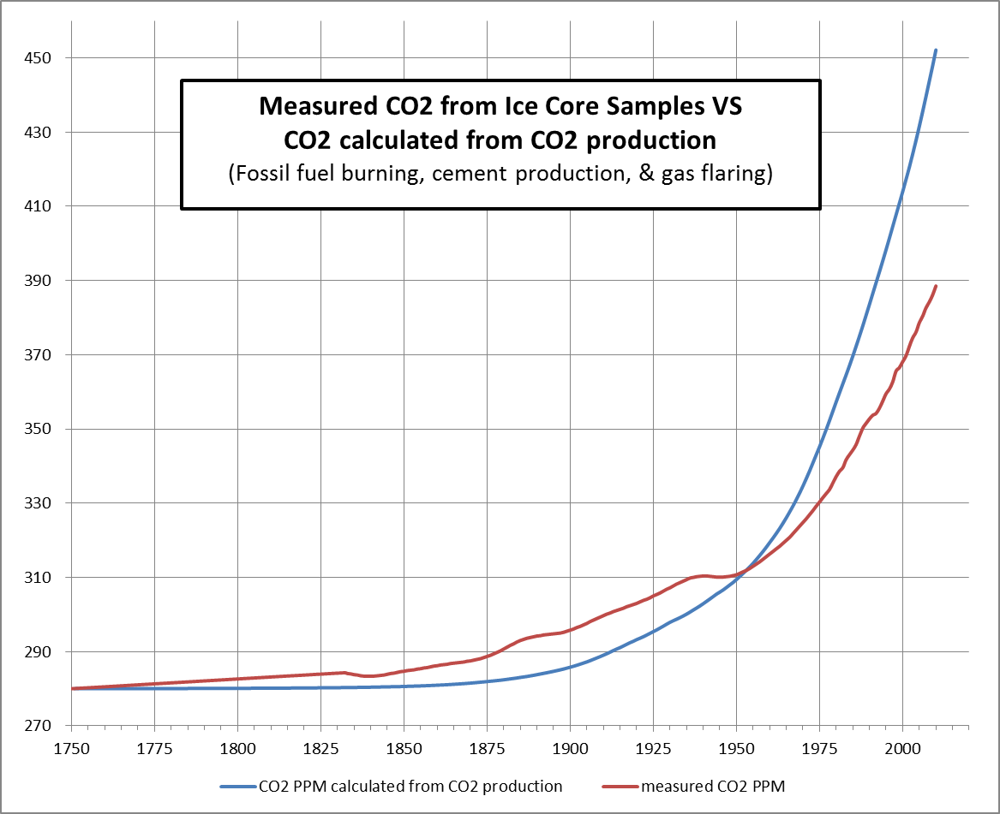 Measured CO2 from Ice Core Samples VS
CO2 calculated from CO2 production
(Fossil fuel burning, cement production, & gas flaring)
450
430
410
390
370
350
330
310
290
270
1750 1775 1800 1825 1850 1875 1900 1925 1950 1975 2000
CO2 PPM calculated from CO2 production measured CO2 PPM